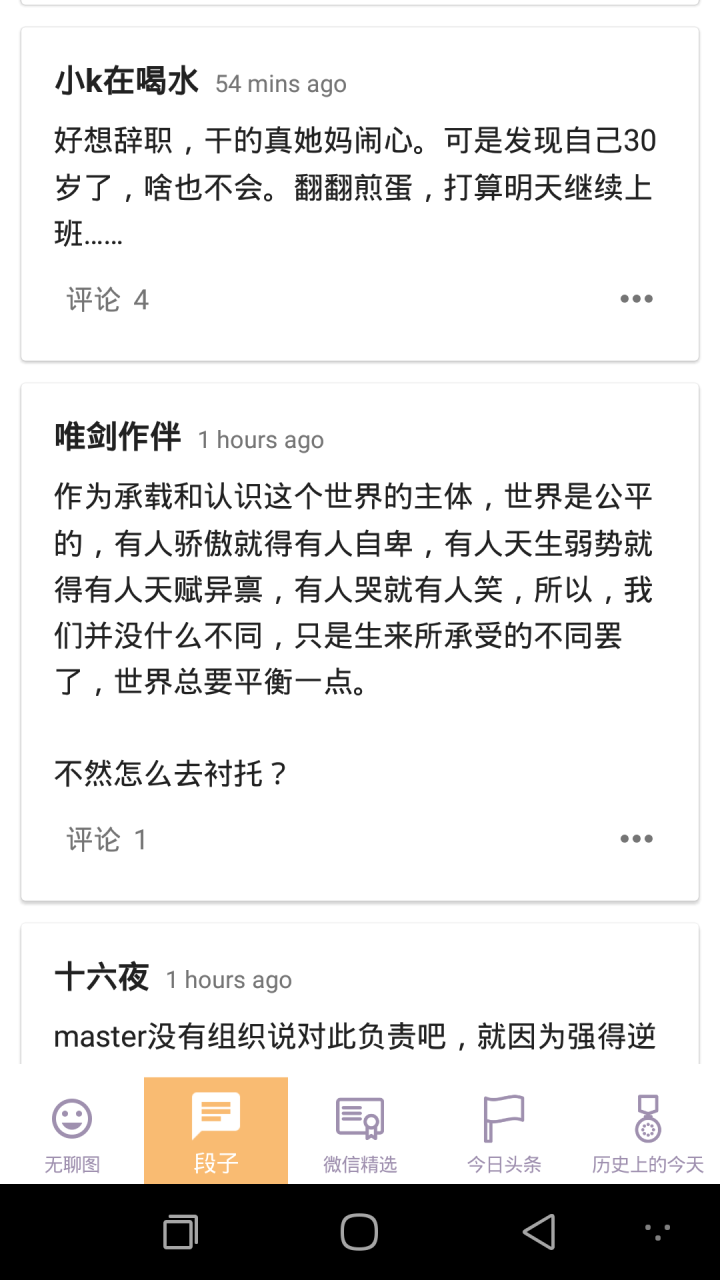 小k在喝水 54 mins ago
好想辞职，干的真她妈闹心。可是发现自己30
岁了，啥也不会。翻翻煎蛋，打算明天继续上
班……
评论 4
唯剑作伴 1 hours ago
作为承载和认识这个世界的主体，世界是公平
的，有人骄傲就得有人自卑，有人天生弱势就
得有人天赋异禀，有人哭就有人笑，所以，我
们并没什么不同，只是生来所承受的不同罢
了，世界总要平衡一点。
不然怎么去衬托？
评论 1
十六夜 1 hours ago
master没有组织说对此负责吧，就因为强得逆
无聊图
段子
微信精选
今日头条
历史上的今天